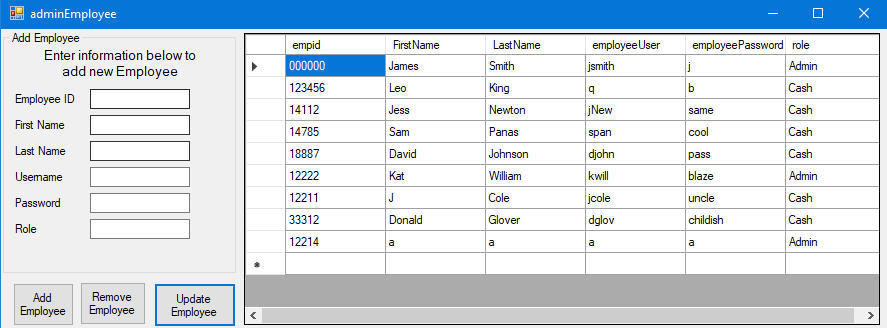 adminEmployee
Add Employee
Enter information below to
add new Employee
Employee ID
First Name
Last Name
Username
Password
Role
Add
Employee
Remove
Employee
Update
Employee
empid FirstName LastName employeeUser employeePassword role
000000 James Smith jsmith j Admin
123456 Leo King q b Cash
14112 Jess Newton jNew same Cash
14785 Sam Panas span cool Cash
18887 David Johnson djohn pass Cash
12222 Kat William kwill blaze Admin
12211 J Cole jcole uncle Cash
33312 Donald Glover dglov childish Cash
12214 a a a a Admin